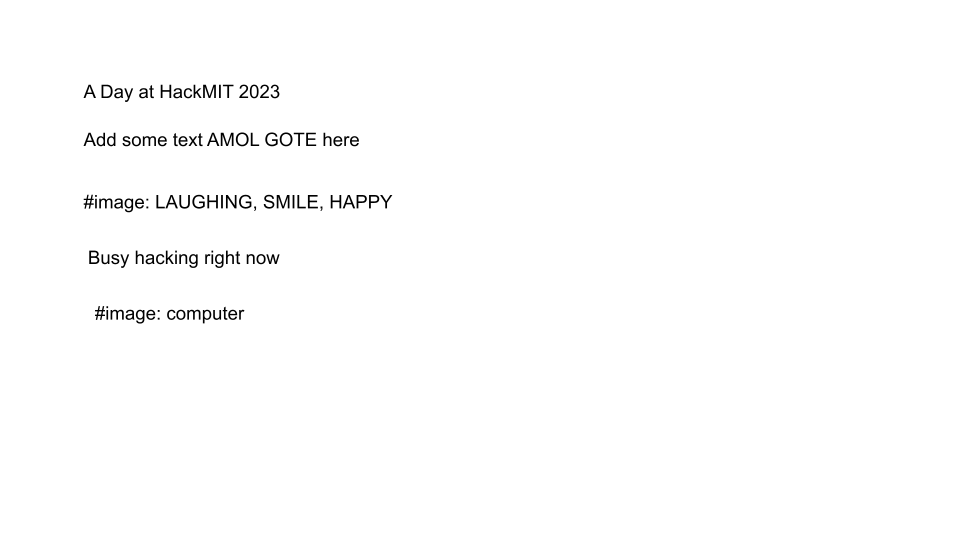 A Day at HackMIT 2023
Add some text AMOL GOTE here
#image: LAUGHING, SMILE, HAPPY
Busy hacking right now
#image: computer